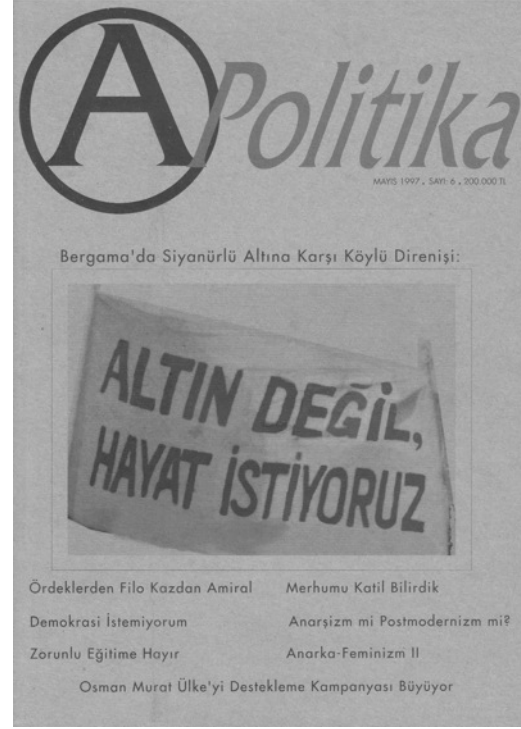 APolitika
MAYIS 1997 . SAYI: 6 . 200.000 TL
Bergama'da Siyanürlü Altına Karşı Köylü Direnişi:
ALTIN DEĞİL,
HAYAT İSTİYORUZ
Ördeklerden Filo Kazdan Amiral
Merhumu Katil Bilirdik
Demokrasi İstemiyorum
Anarşizm mi Postmodernizm mi?
Zorunlu Eğitime Hayır
Anarka-Feminizm II
Osman Murat Ülke'yi Destekleme Kampanyası Büyüyor